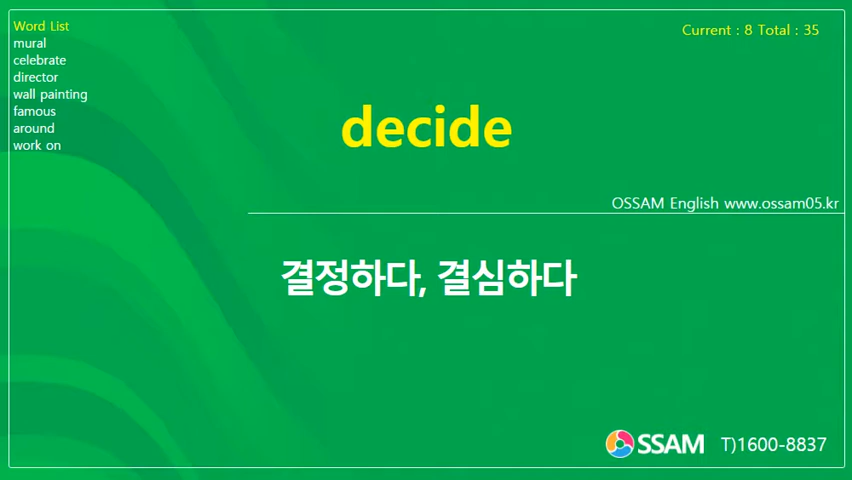 Word List
mural
celebrate
director
wall painting
famous
around
work on
Current : 8 Total : 35
decide
OSSAM English www.ossam05.kr
결정하다, 결심하다
OSSAM T)1600-8837